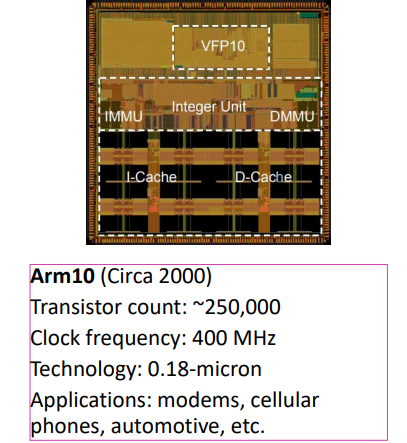 VFP10
Integer Unit
IMMU
DMMU
I-Cache
D-Cache
Arm10 (Circa 2000)
Transistor count: ~250,000
Clock frequency: 400 MHz
Technology: 0.18-micron
Applications: modems, cellular
phones, automotive, etc.